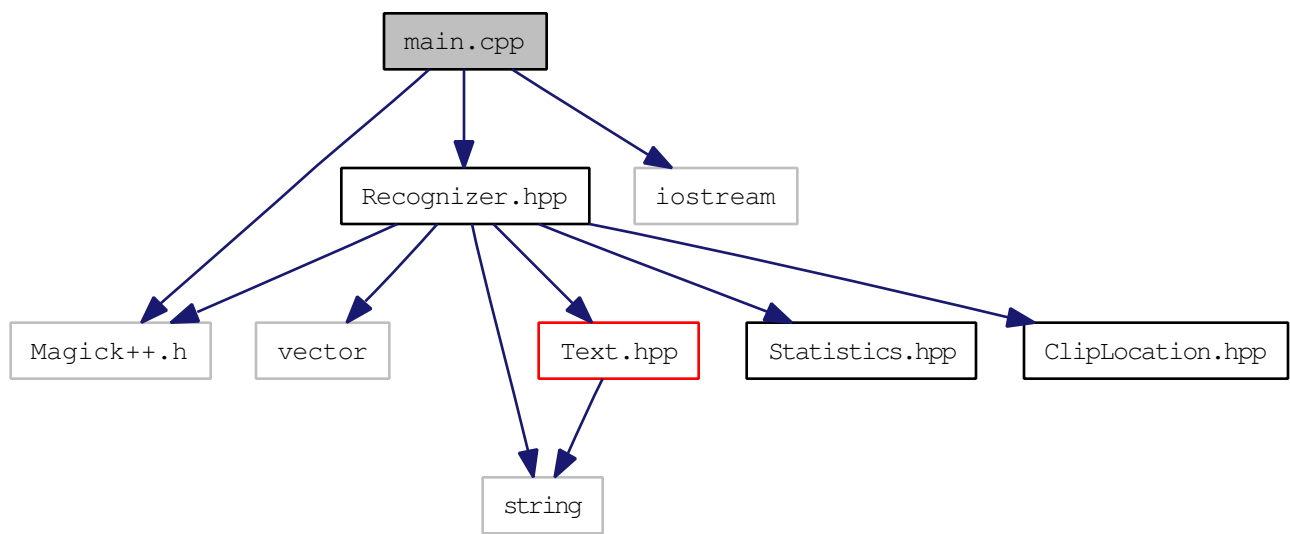 main.cpp
Recognizer.hpp
iostream
Magick++.h
vector
Text.hpp
Statistics.hpp
ClipLocation.hpp
string